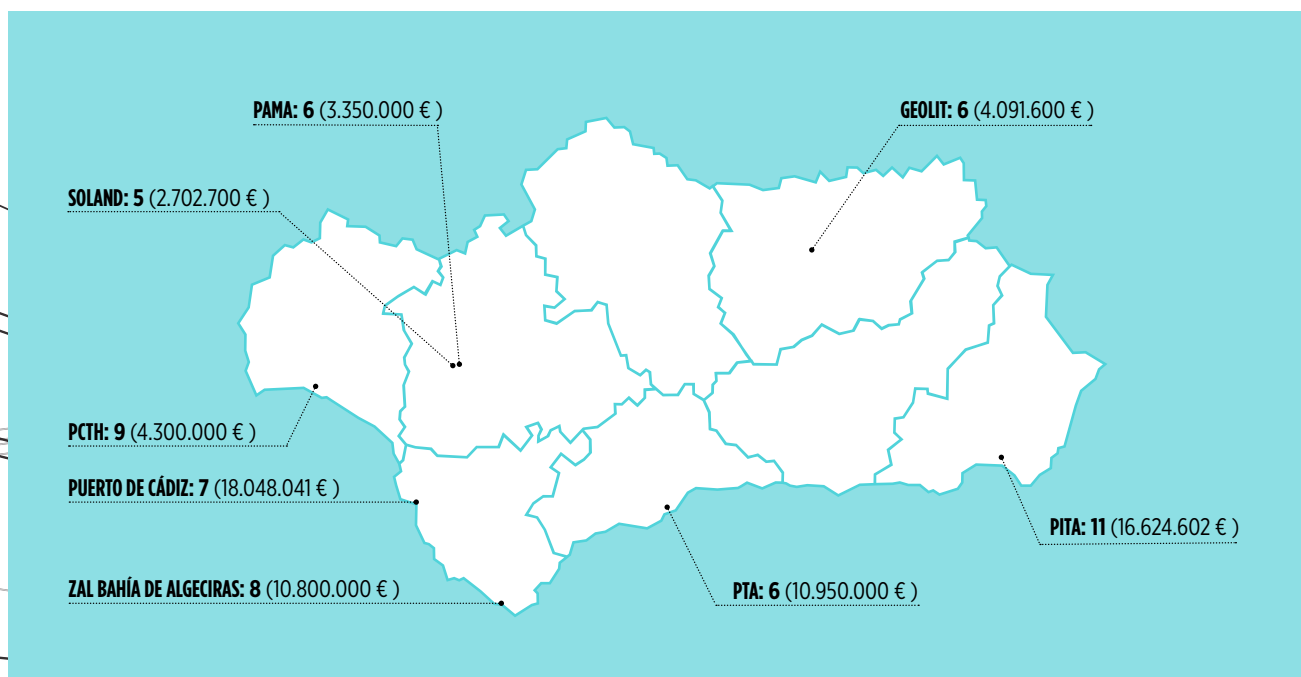 PAMA: 6 (3.350.000 € )
GEOLIT: 6 (4.091.600 € )
SOLAND: 5 (2.702.700 € )
PCTH: 9 (4.300.000 € )
PUERTO DE CÁDIZ: 7 (18.048.041 € )
PITA: 11 (16.624.602 € )
ZAL BAHÍA DE ALGECIRAS: 8 (10.800.000 € )
PTA: 6 (10.950.000 € )